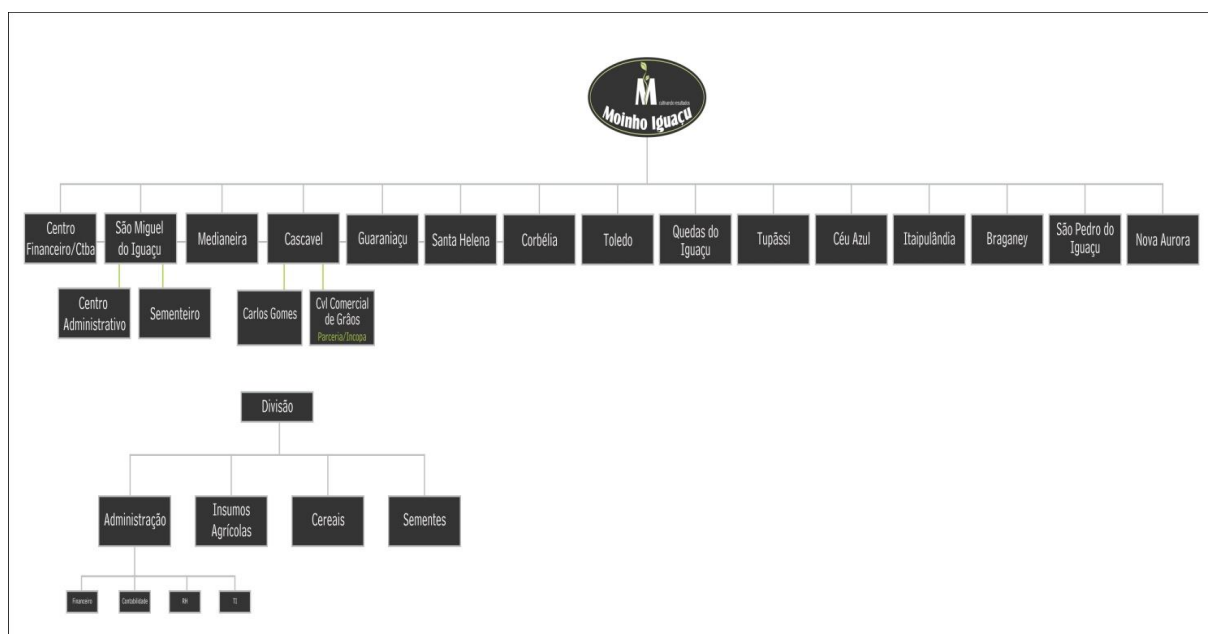 M
cultivando resultados
Moinho Iguaçu
Centro
Financeiro/Ctba
São Miguel
do Iguaçu
Medianeira
Cascavel
Guaraniaçu
Santa Helena
Corbélia
Toledo
Quedas do
Iguaçu
Tupãssi
Céu Azul
Itaipulândia
Braganey
São Pedro do
Iguaçu
Nova Aurora
Centro
Administrativo
Sementeiro
Carlos Gomes
Cvl Comercial
de Grãos
Parceria/Incopa
Divisão
Administração
Insumos
Agrícolas
Cereais
Sementes
Financeiro
Contabilidade
RH
TI